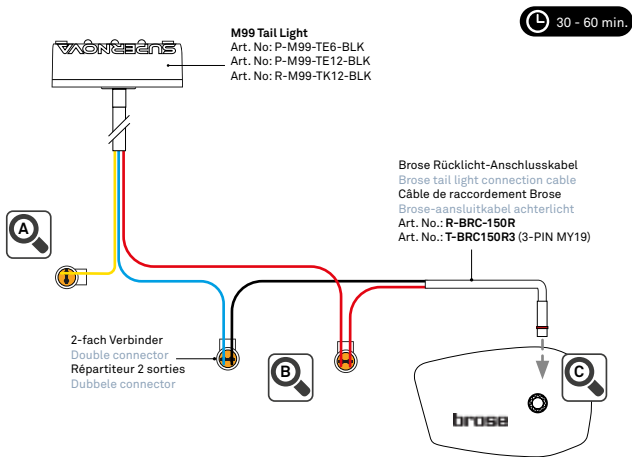 30 - 60 min.
M99 Tail Light
Art. No: P-M99-TE6-BLK
Art. No: P-M99-TE12-BLK
Art. No: R-M99-TK12-BLK
SUPERNOVA
Brose Rücklicht-Anschlusskabel
Brose tail light connection cable
Câble de raccordement Brose
Brose-aansluitkabel achterlicht
Art. No.: R-BRC-150R
Art. No.: T-BRC150R3 (3-PIN MY19)
A
2-fach Verbinder
Double connector
Répartiteur 2 sorties
Dubbele connector
B
C
brose